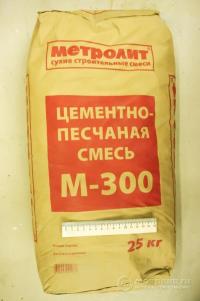 метролит
сухие строительные смеси
ЦЕМЕНТНО-
ПЕСЧАНАЯ
СМЕСЬ
М-300
25 кг